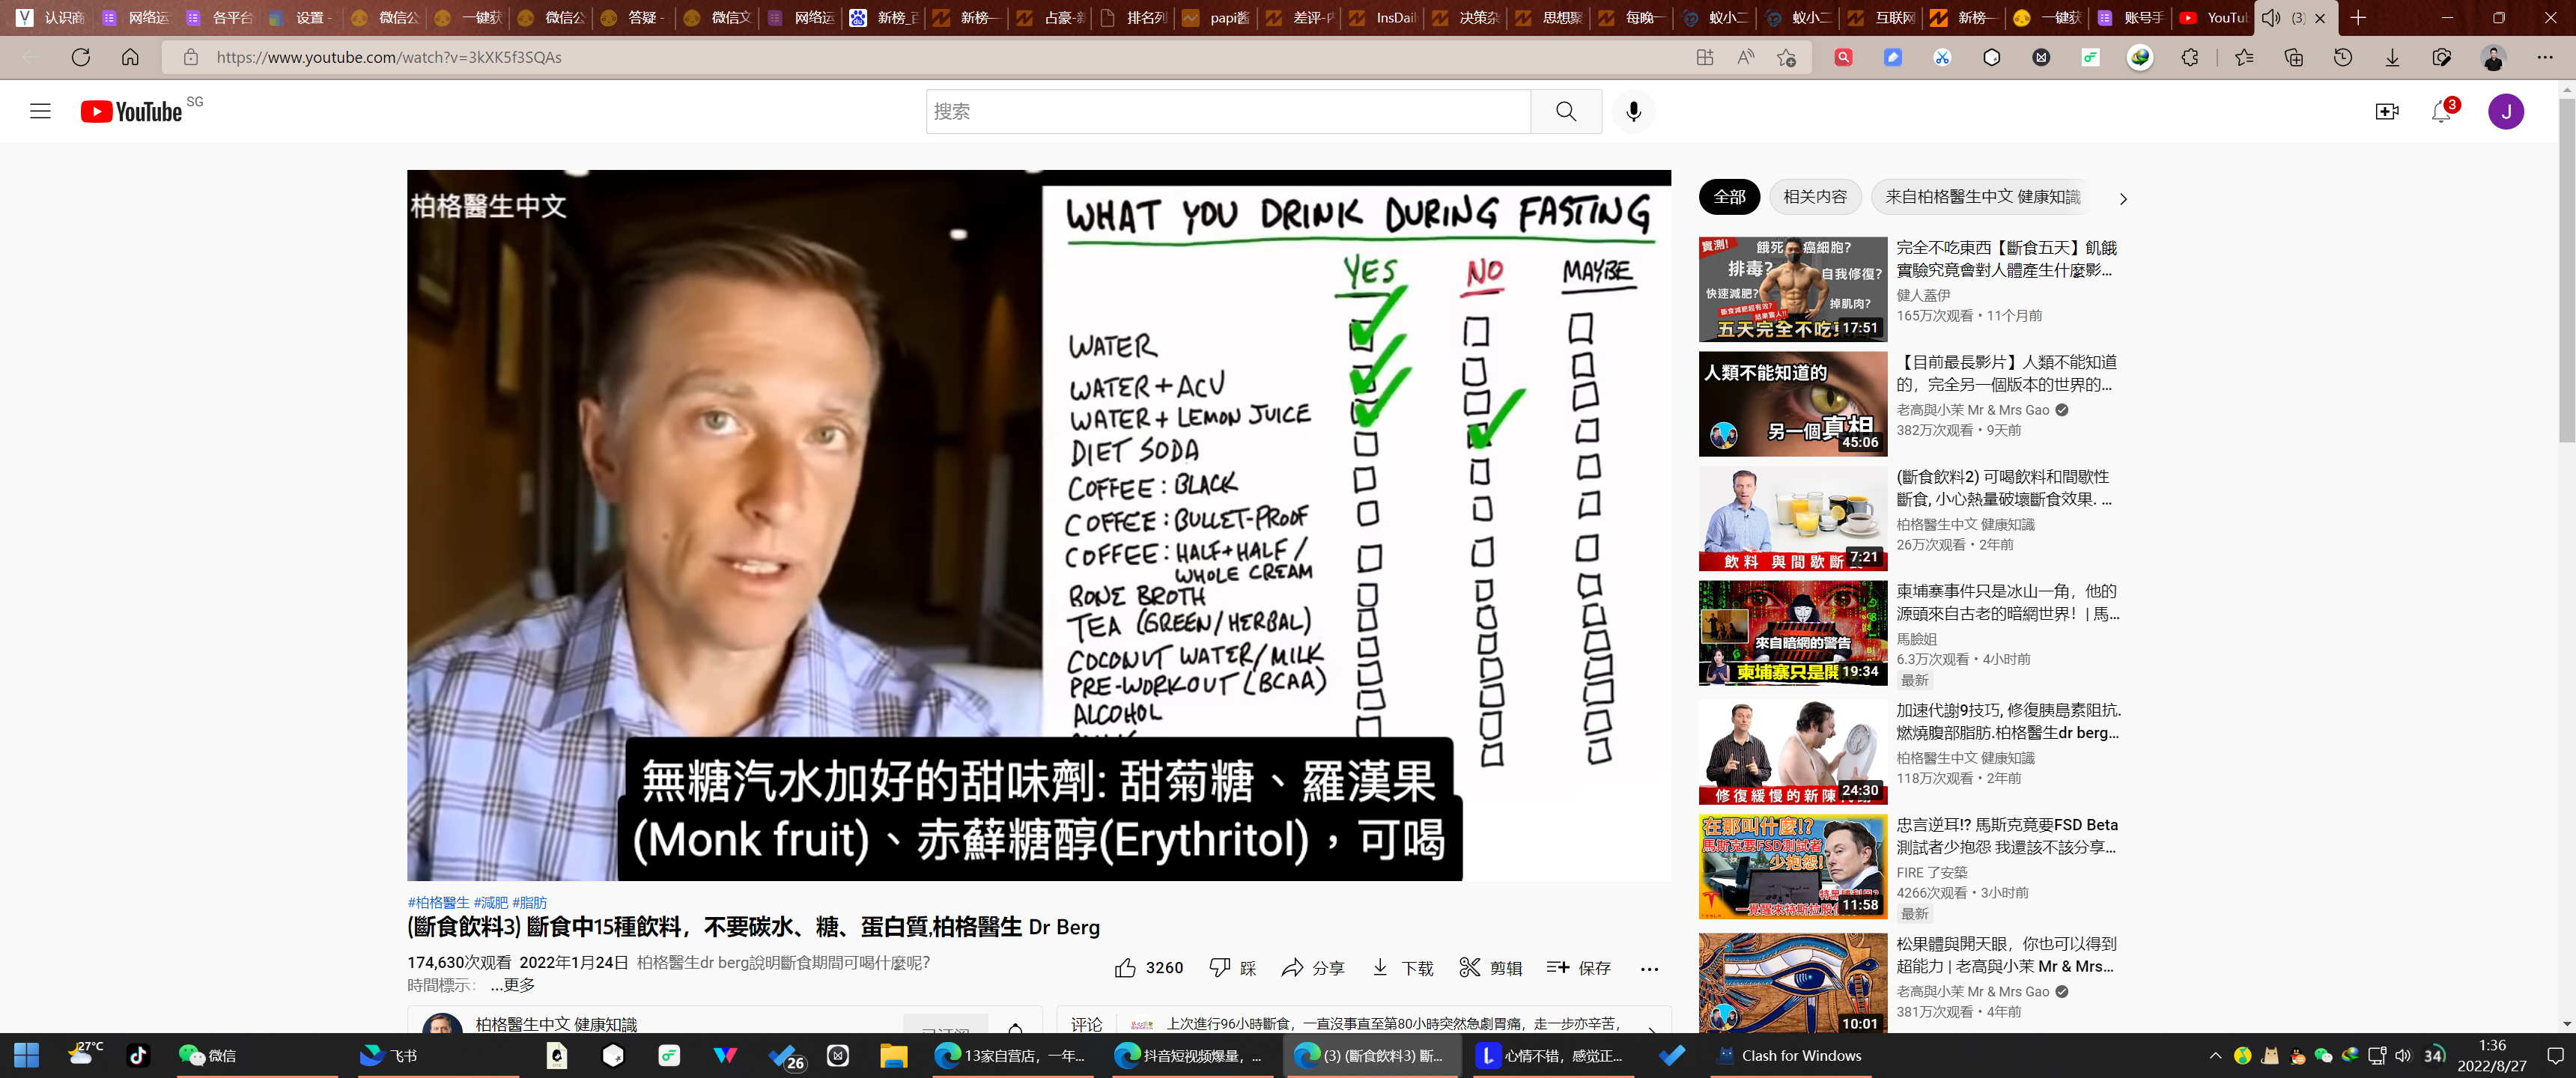 认识商
网络运
各平台
设置 -
微信公
一键获
微信公
答疑 -
微信文
网络运
新榜_百
新榜—
占豪-新
排名列
papi酱
差评-内
InsDail
决策杂
思想聚
每晚一
蚁小二
蚁小二
互联网
新榜—
一键获
账号手
YouTub
(3)
https://www.youtube.com/watch?v=3kXK5f3SQAs
YouTube SG
搜索
3
J
柏格醫生中文
WHAT YOU DRINK DURING FASTING
YES NO MAYBE
WATER
WATER + ACV
WATER + LEMON JUICE
DIET SODA
COFFEE : BLACK
COFFEE : BULLET-PROOF
COFFEE : HALF + HALF /
WHOLE CREAM
BONE BROTH
TEA (GREEN/HERBAL)
COCONUT WATER/MILK
PRE-WORKOUT (BCAA)
ALCOHOL
無糖汽水加好的甜味劑: 甜菊糖、羅漢果
(Monk fruit)、赤蘚糖醇(Erythritol)，可喝
#柏格醫生 #減肥 #脂肪
(斷食飲料3) 斷食中15種飲料，不要碳水、糖、蛋白質,柏格醫生 Dr Berg
174,630次观看 2022年1月24日 柏格醫生dr berg說明斷食期間可喝什麼呢?
時間標示： ...更多
3260 踩 分享 下载 剪辑 保存
柏格醫生中文 健康知識
已订阅
评论
上次進行96小時斷食，一直沒事直至第80小時突然急劇胃痛，走一步亦辛苦，
全部 相关内容 来自柏格醫生中文 健康知識
實測!
餓死 癌細胞?
排毒?
自我修復?
快速減肥?
掉肌肉?
五天完全不吃東
17:51
完全不吃東西【斷食五天】飢餓
實驗究竟會對人體產生什麼影...
健人蓋伊
165万次观看 • 11个月前
人類不能知道的
另一個真相
45:06
【目前最長影片】人類不能知道
的，完全另一個版本的世界的...
老高與小茉 Mr & Mrs Gao
382万次观看 • 9天前
飲料 與間歇斷食
7:21
(斷食飲料2) 可喝飲料和間歇性
斷食, 小心熱量破壞斷食效果. ...
柏格醫生中文 健康知識
26万次观看 • 2年前
來自暗網的警告
柬埔寨只是開
19:34
柬埔寨事件只是冰山一角，他的
源頭來自古老的暗網世界！| 馬...
馬臉姐
6.3万次观看 • 4小时前
最新
修復緩慢的新陳代謝
24:30
加速代謝9技巧, 修復胰島素阻抗.
燃燒腹部脂肪.柏格醫生dr berg...
柏格醫生中文 健康知識
118万次观看 • 2年前
在那叫什麼!?
馬斯克要FSD測試者
少抱怨!
11:58
忠言逆耳!? 馬斯克竟要FSD Beta
測試者少抱怨 我還該不該分享...
FIRE 了安築
4266次观看 • 3小时前
最新
10:01
松果體與開天眼，你也可以得到
超能力 | 老高與小茉 Mr & Mrs...
老高與小茉 Mr & Mrs Gao
381万次观看 • 4年前
27°C
微信
飞书
26
13家自营店，一年...
抖音短视频爆量，...
(3) (斷食飲料3) 斷...
心情不错，感觉正...
Clash for Windows
34
1:36
2022/8/27